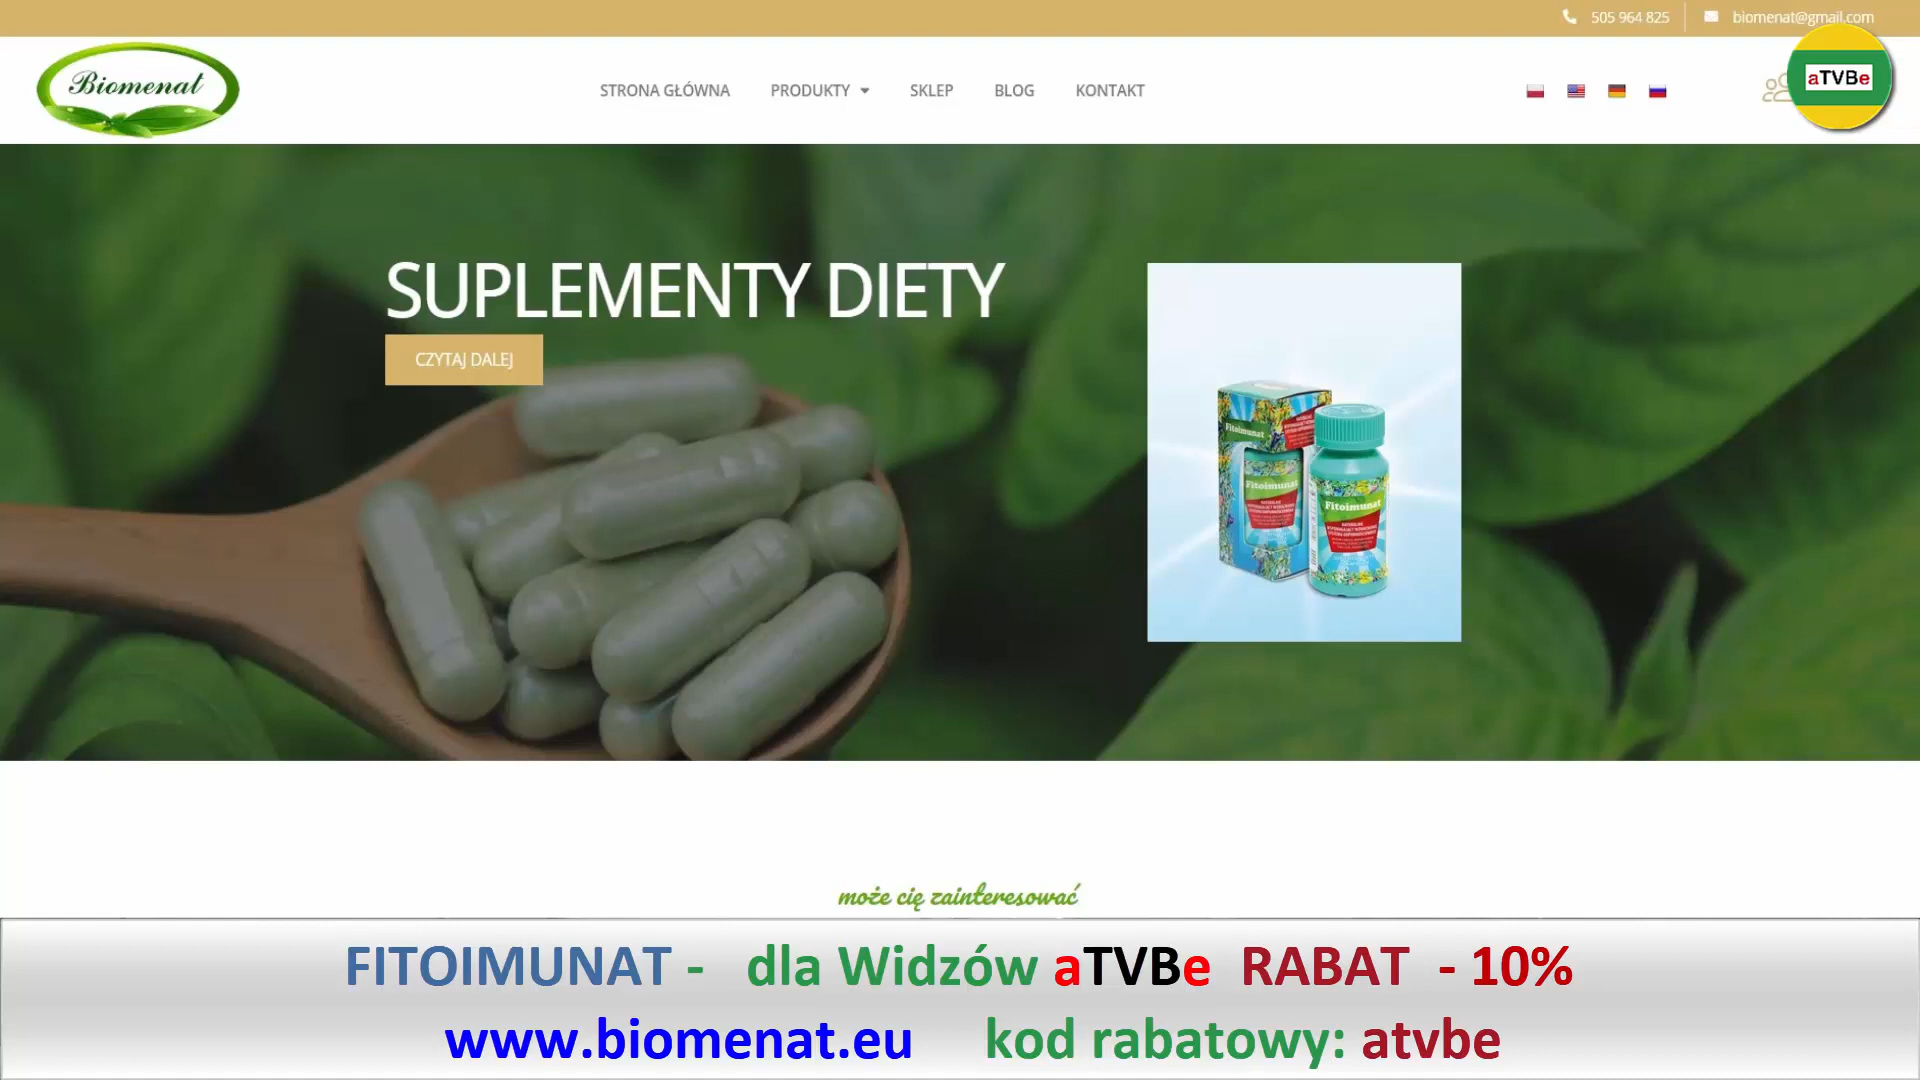 505 964 825
biomenat@gmail.com
Biomenat
STRONA GŁÓWNA
PRODUKTY
SKLEP
BLOG
KONTAKT
aTVBe
SUPLEMENTY DIETY
CZYTAJ DALEJ
Fitoimunat
Fitoimunat
Fitoimunat
może cię zainteresować
FITOIMUNAT - dla Widzów aTVBe RABAT - 10%
www.biomenat.eu kod rabatowy: atvbe